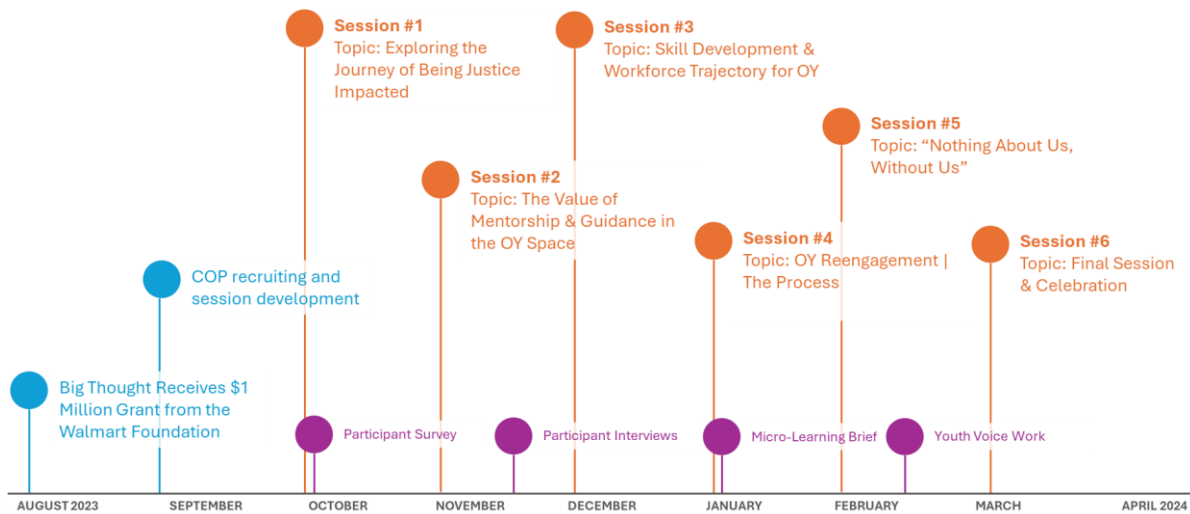 Session #1
Topic: Exploring the
Journey of Being Justice
Impacted
Session #3
Topic: Skill Development &
Workforce Trajectory for OY
Session #5
Topic: “Nothing About Us,
Without Us”
Session #2
Topic: The Value of
Mentorship & Guidance in
the OY Space
Session #4
Topic: OY Reengagement |
The Process
Session #6
Topic: Final Session
& Celebration
COP recruiting and
session development
Big Thought Receives $1
Million Grant from the
Walmart Foundation
Participant Survey
Participant Interviews
Micro-Learning Brief
Youth Voice Work
AUGUST 2023
SEPTEMBER
OCTOBER
NOVEMBER
DECEMBER
JANUARY
FEBRUARY
MARCH
APRIL 2024